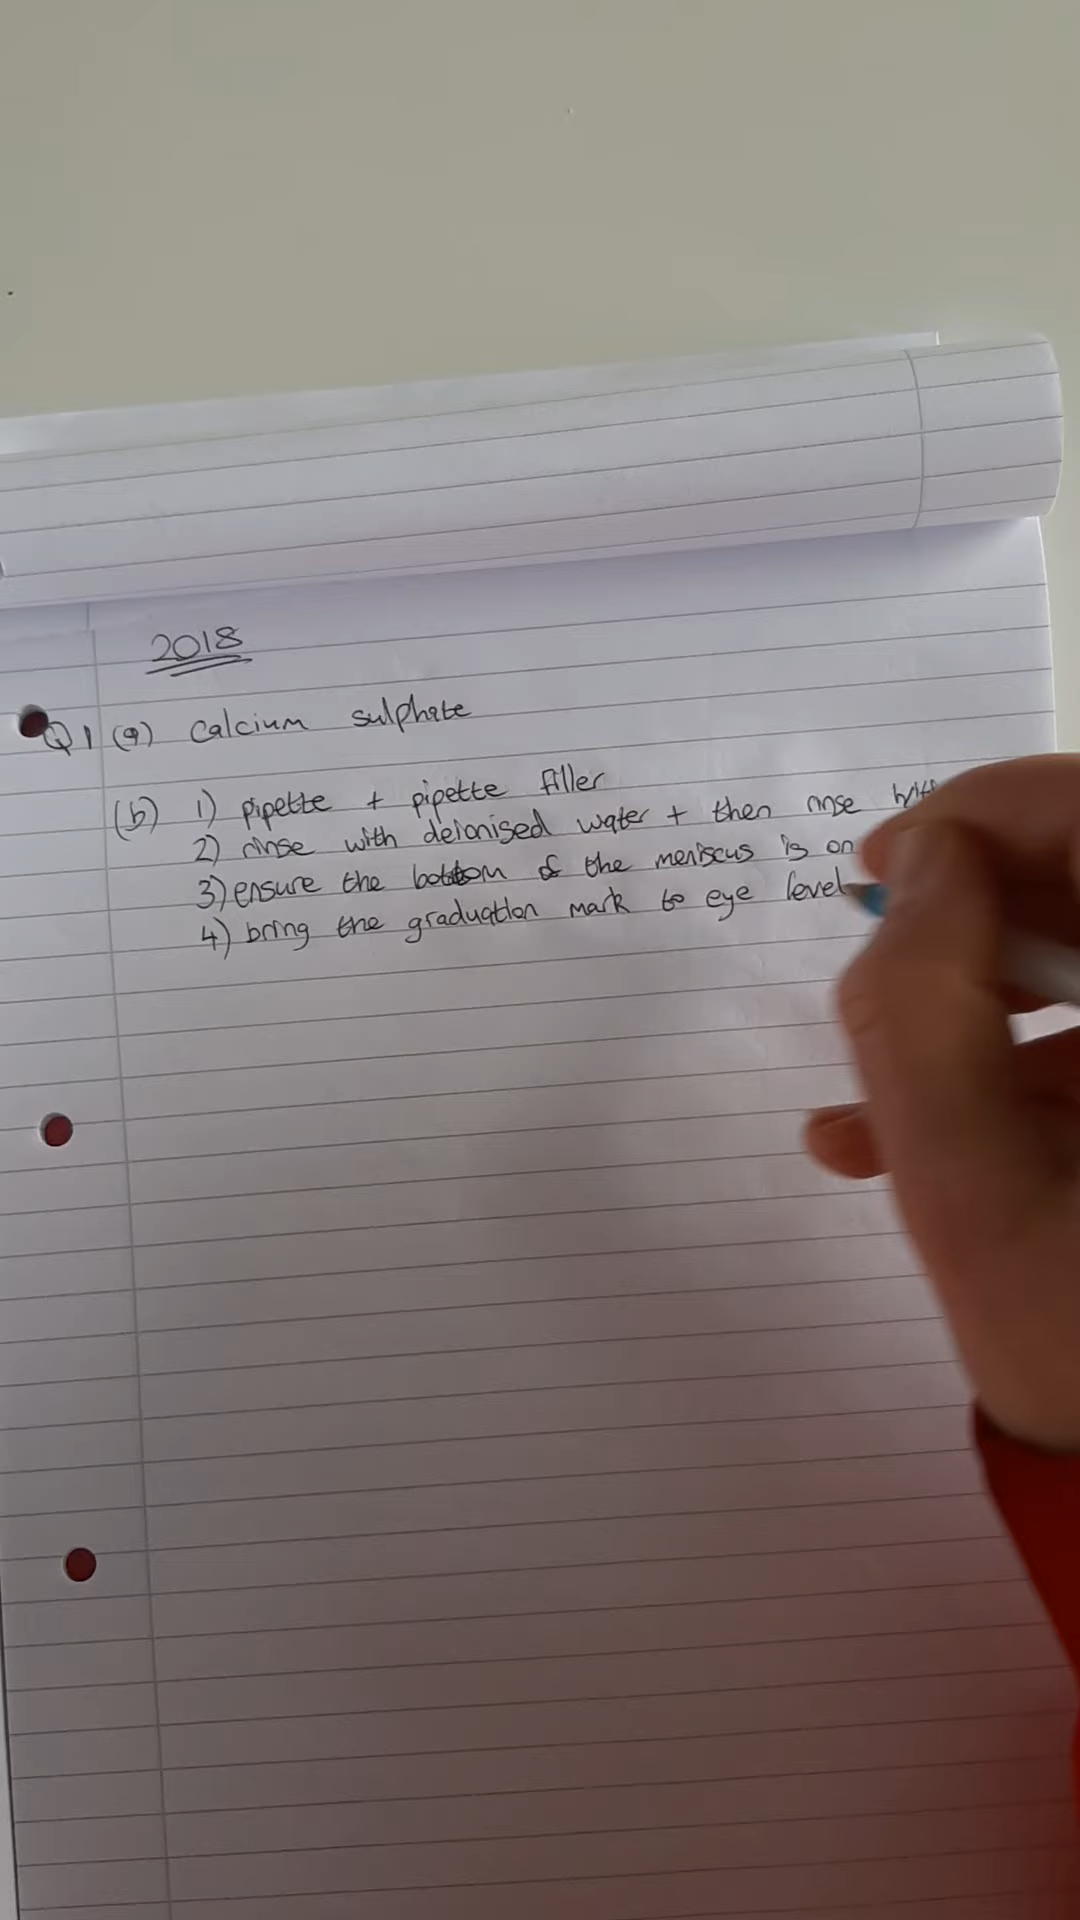 2018
Q1 (a) Calcium sulphate
(b) 1) pipette + pipette filler
2) rinse with deionised water + then rinse
3) ensure the bottom of the meniscus is on
4) bring the graduation mark to eye level